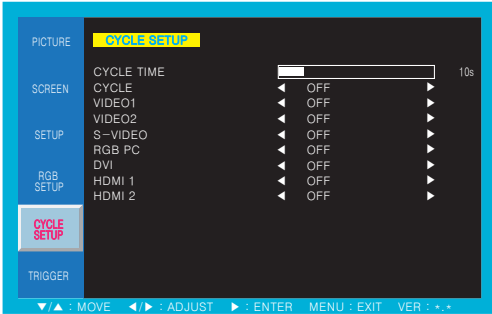 PICTURE
SCREEN
SETUP
RGB
SETUP
CYCLE
SETUP
TRIGGER
CYCLE SETUP
CYCLE TIME 10s
CYCLE ◀ OFF ▶
VIDEO1 ◀ OFF ▶
VIDEO2 ◀ OFF ▶
S-VIDEO ◀ OFF ▶
RGB PC ◀ OFF ▶
DVI ◀ OFF ▶
HDMI 1 ◀ OFF ▶
HDMI 2 ◀ OFF ▶
▼/▲ : MOVE ◀/▶ : ADJUST ▶ : ENTER MENU : EXIT VER : *.*